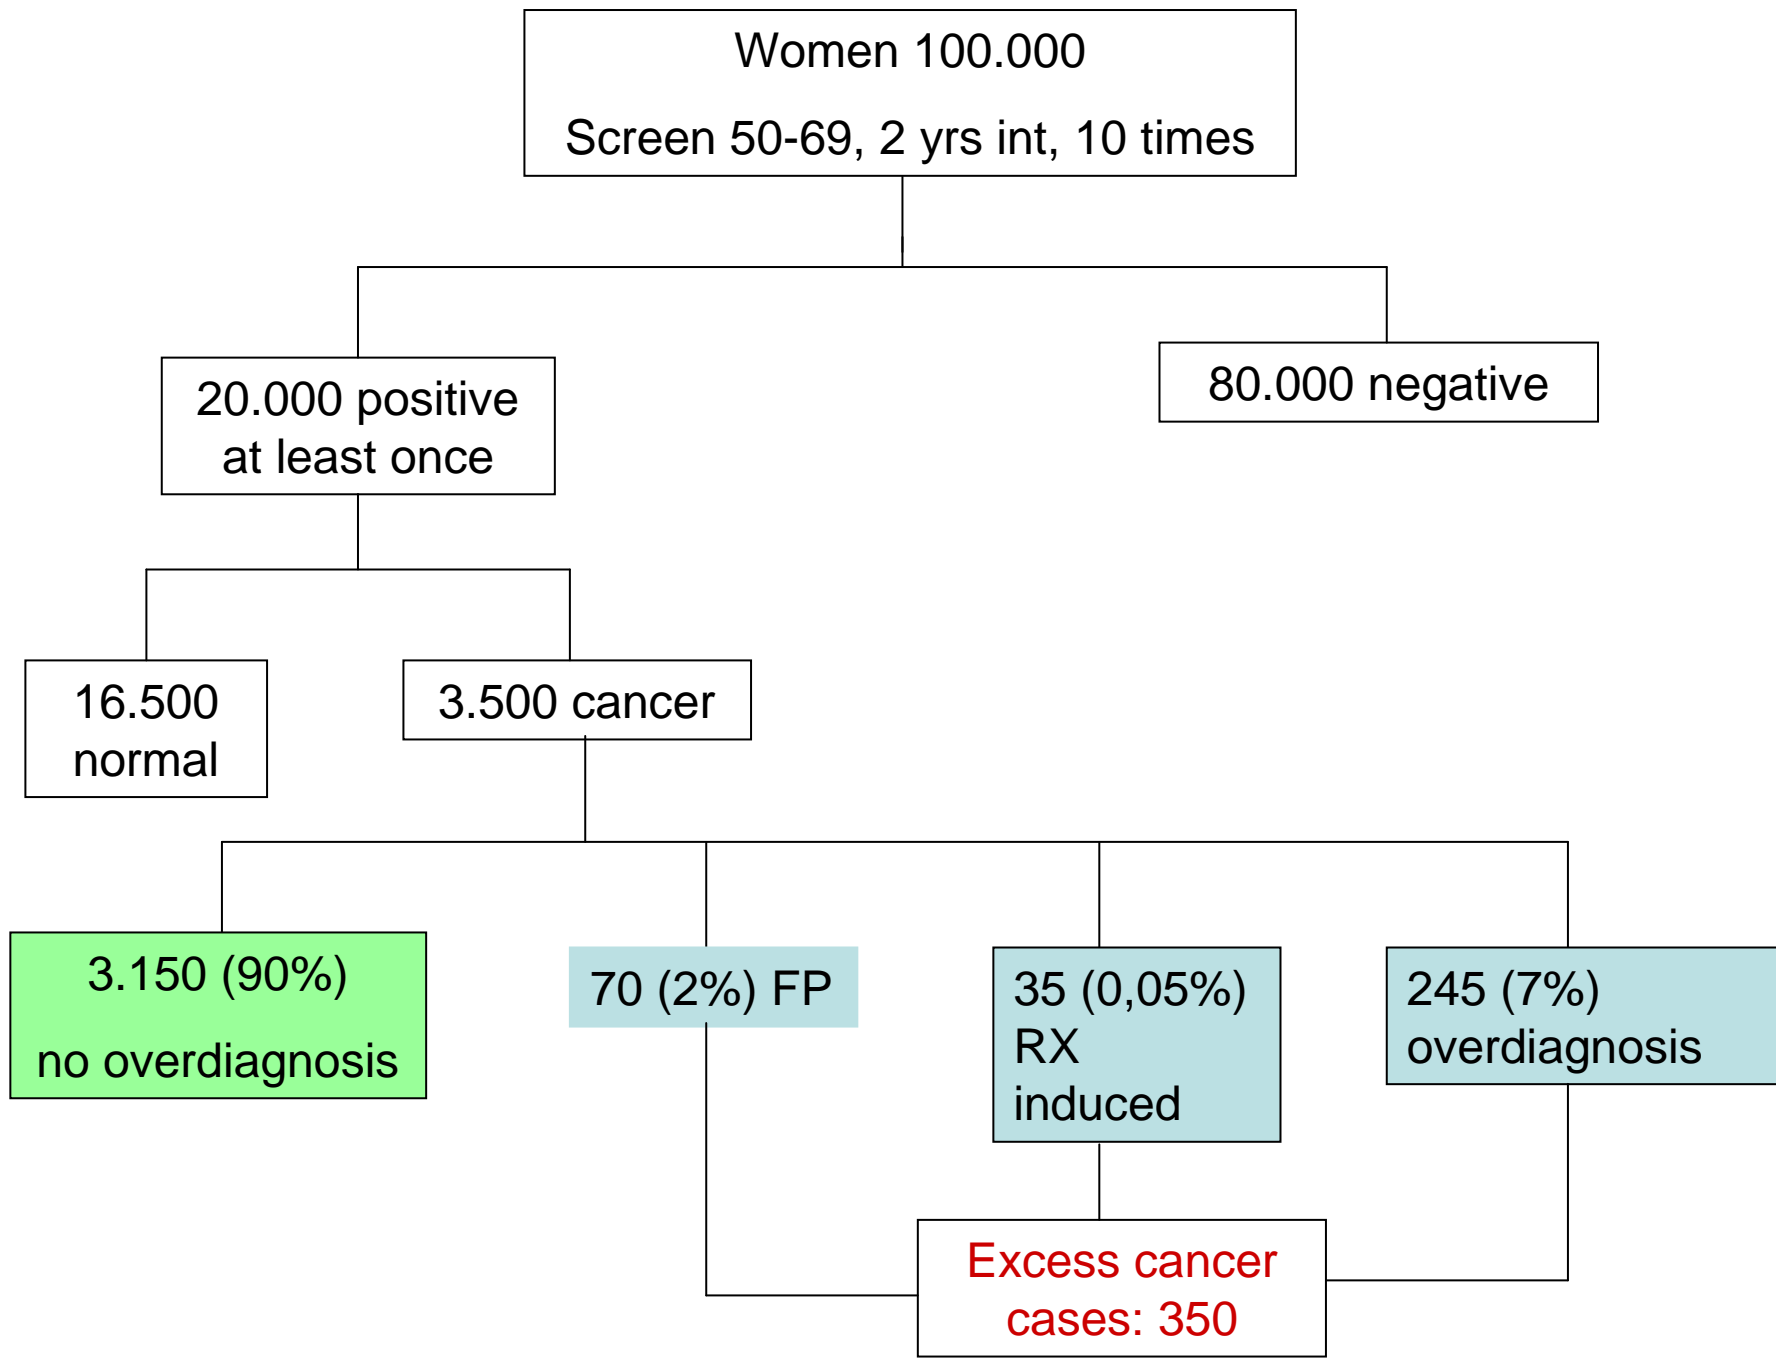 Women 100.000
Screen 50-69, 2 yrs int, 10 times
20.000 positive
at least once
80.000 negative
16.500
normal
3.500 cancer
3.150 (90%)
no overdiagnosis
70 (2%) FP
35 (0,05%)
RX
induced
245 (7%)
overdiagnosis
Excess cancer
cases: 350